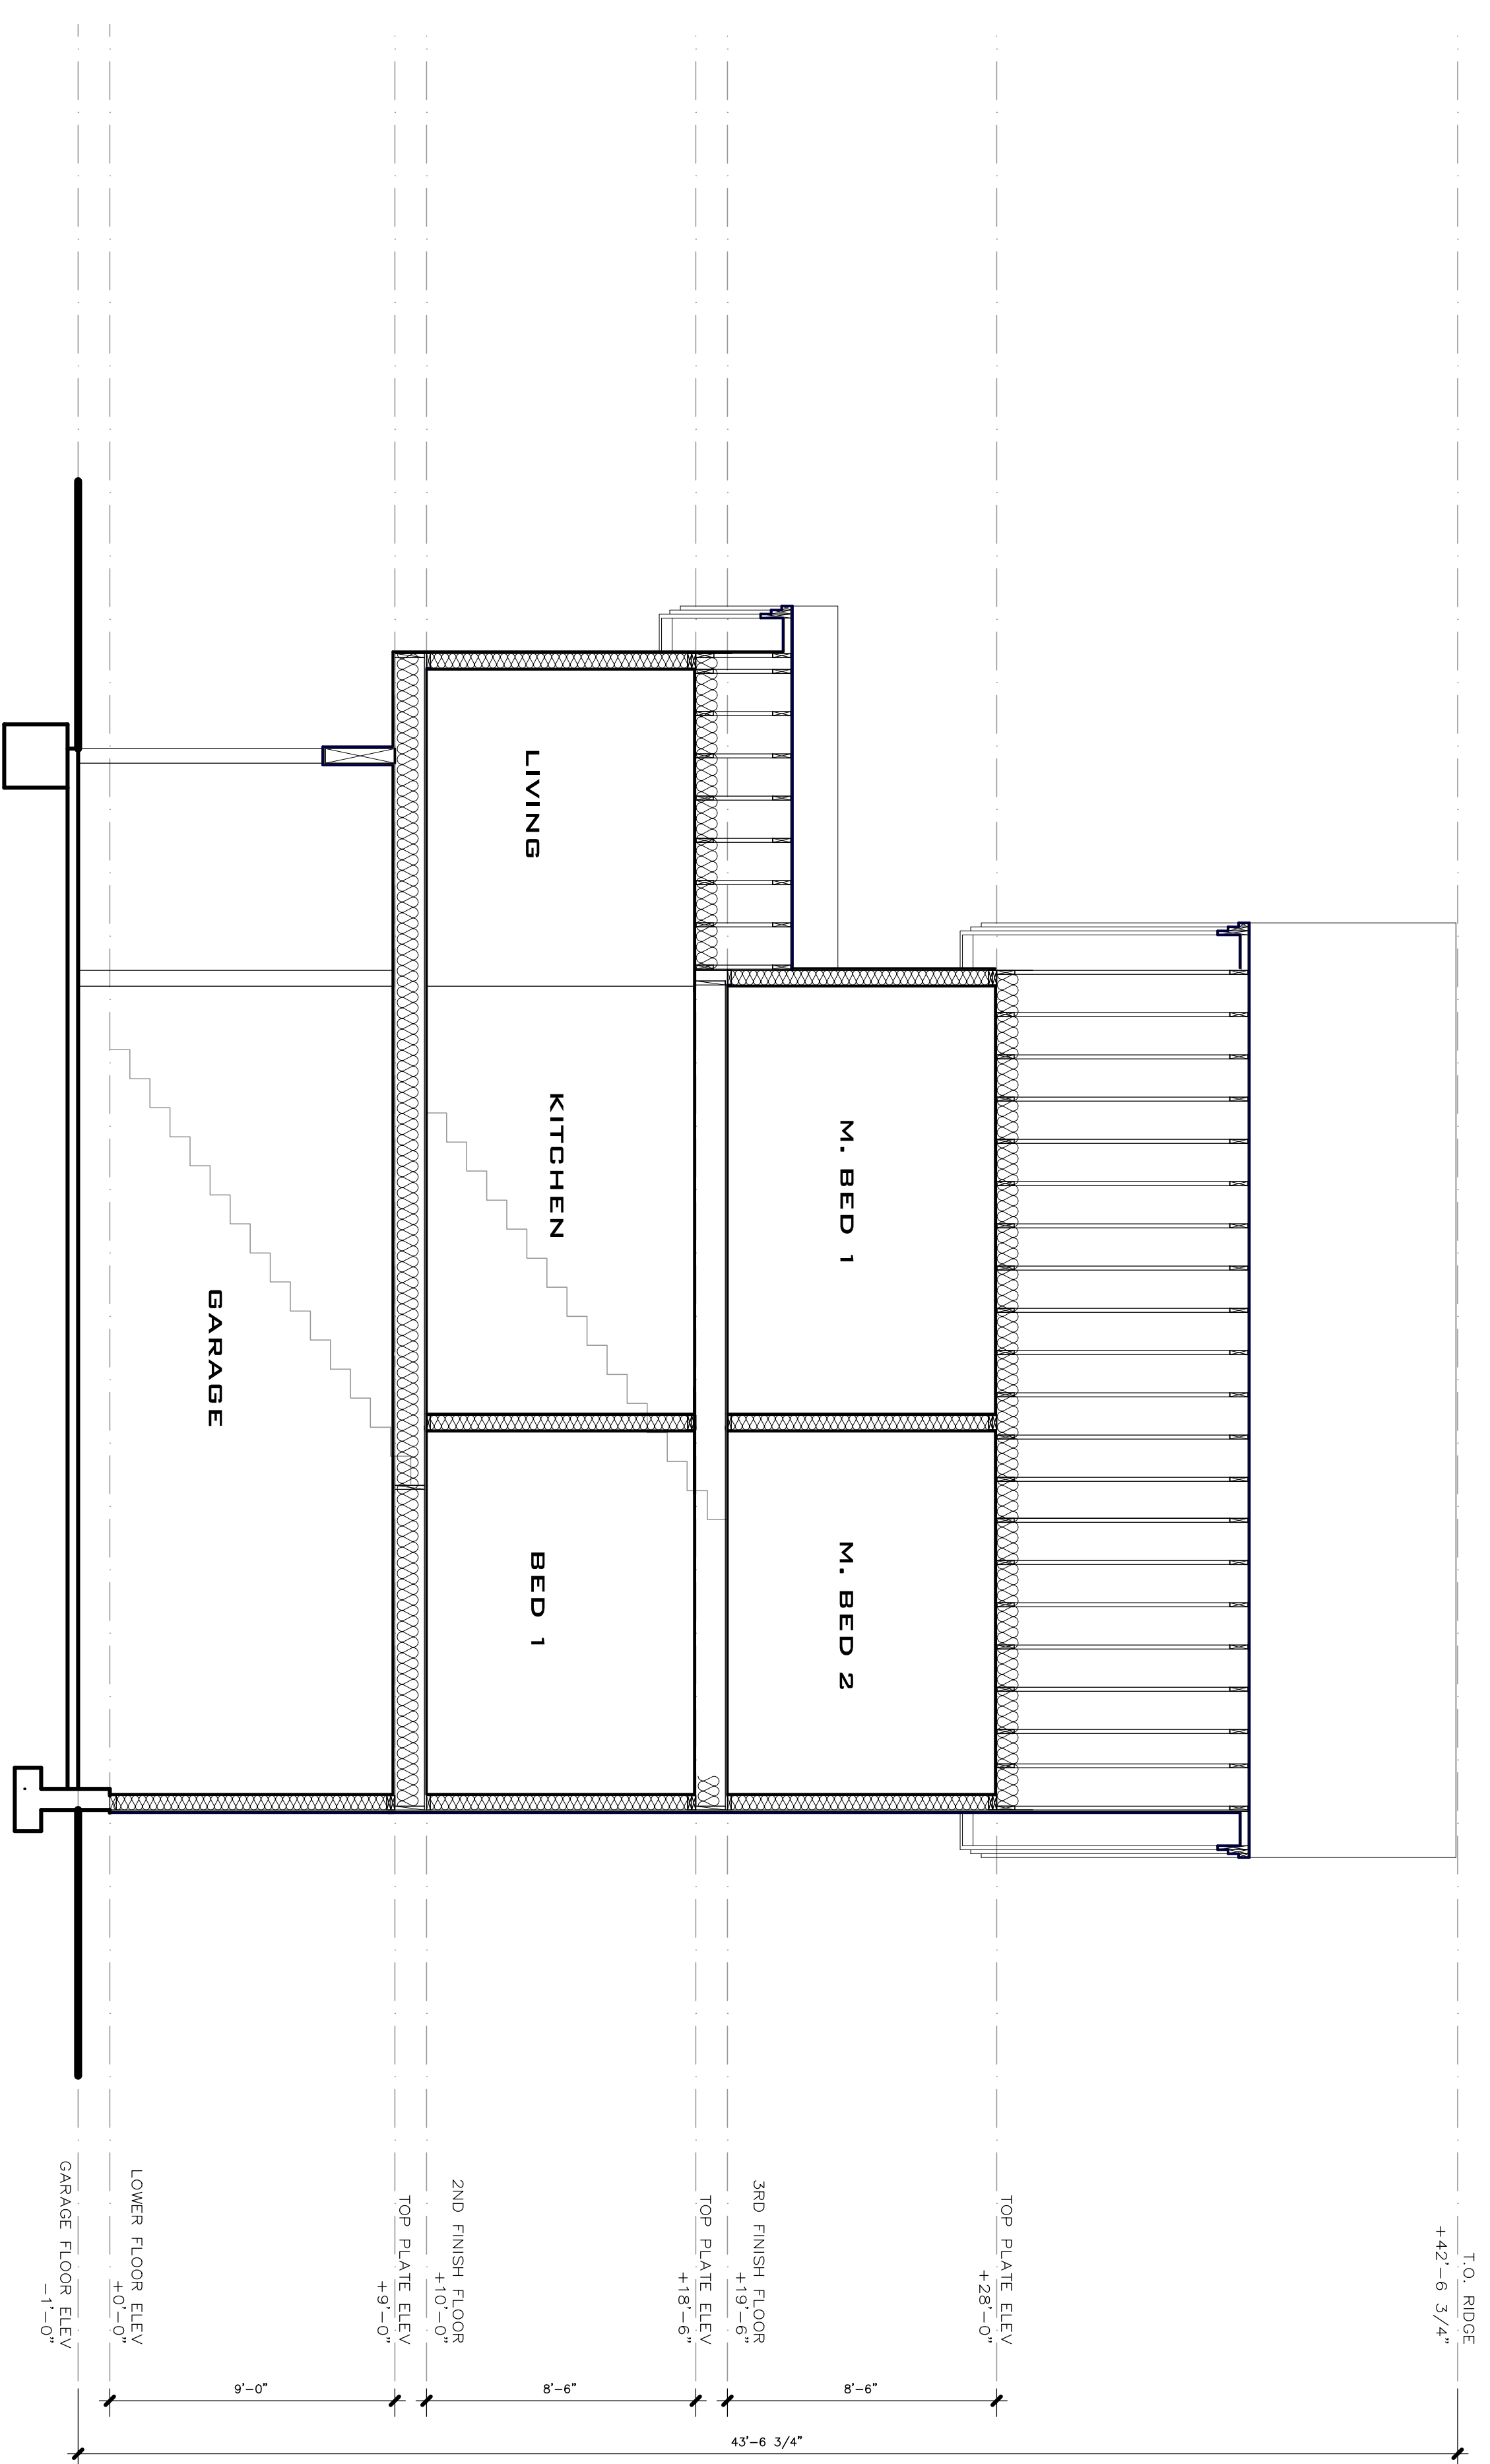 T.O. RIDGE
+42'-6 3/4"
TOP PLATE ELEV
+28'-0"
3RD FINISH FLOOR
+19'-6"
TOP PLATE ELEV
+18'-6"
2ND FINISH FLOOR
+10'-0"
TOP PLATE ELEV
+9'-0"
LOWER FLOOR ELEV
+0'-0"
GARAGE FLOOR ELEV
-1'-0"
M. BED 1
M. BED 2
LIVING
KITCHEN
BED 1
GARAGE
8'-6"
8'-6"
9'-0"
43'-6 3/4"